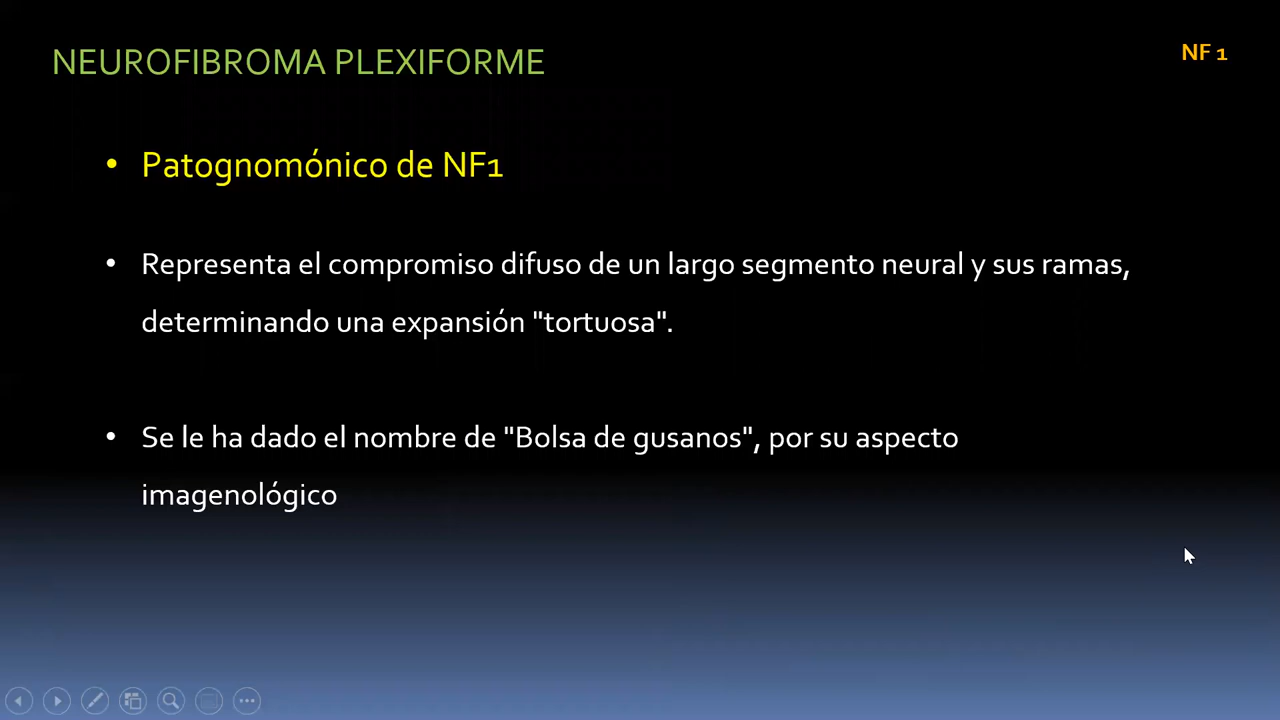 NEUROFIBROMA PLEXIFORME
NF 1
• Patognomónico de NF1
• Representa el compromiso difuso de un largo segmento neural y sus ramas,
determinando una expansión "tortuosa".
• Se le ha dado el nombre de "Bolsa de gusanos", por su aspecto
imagenológico